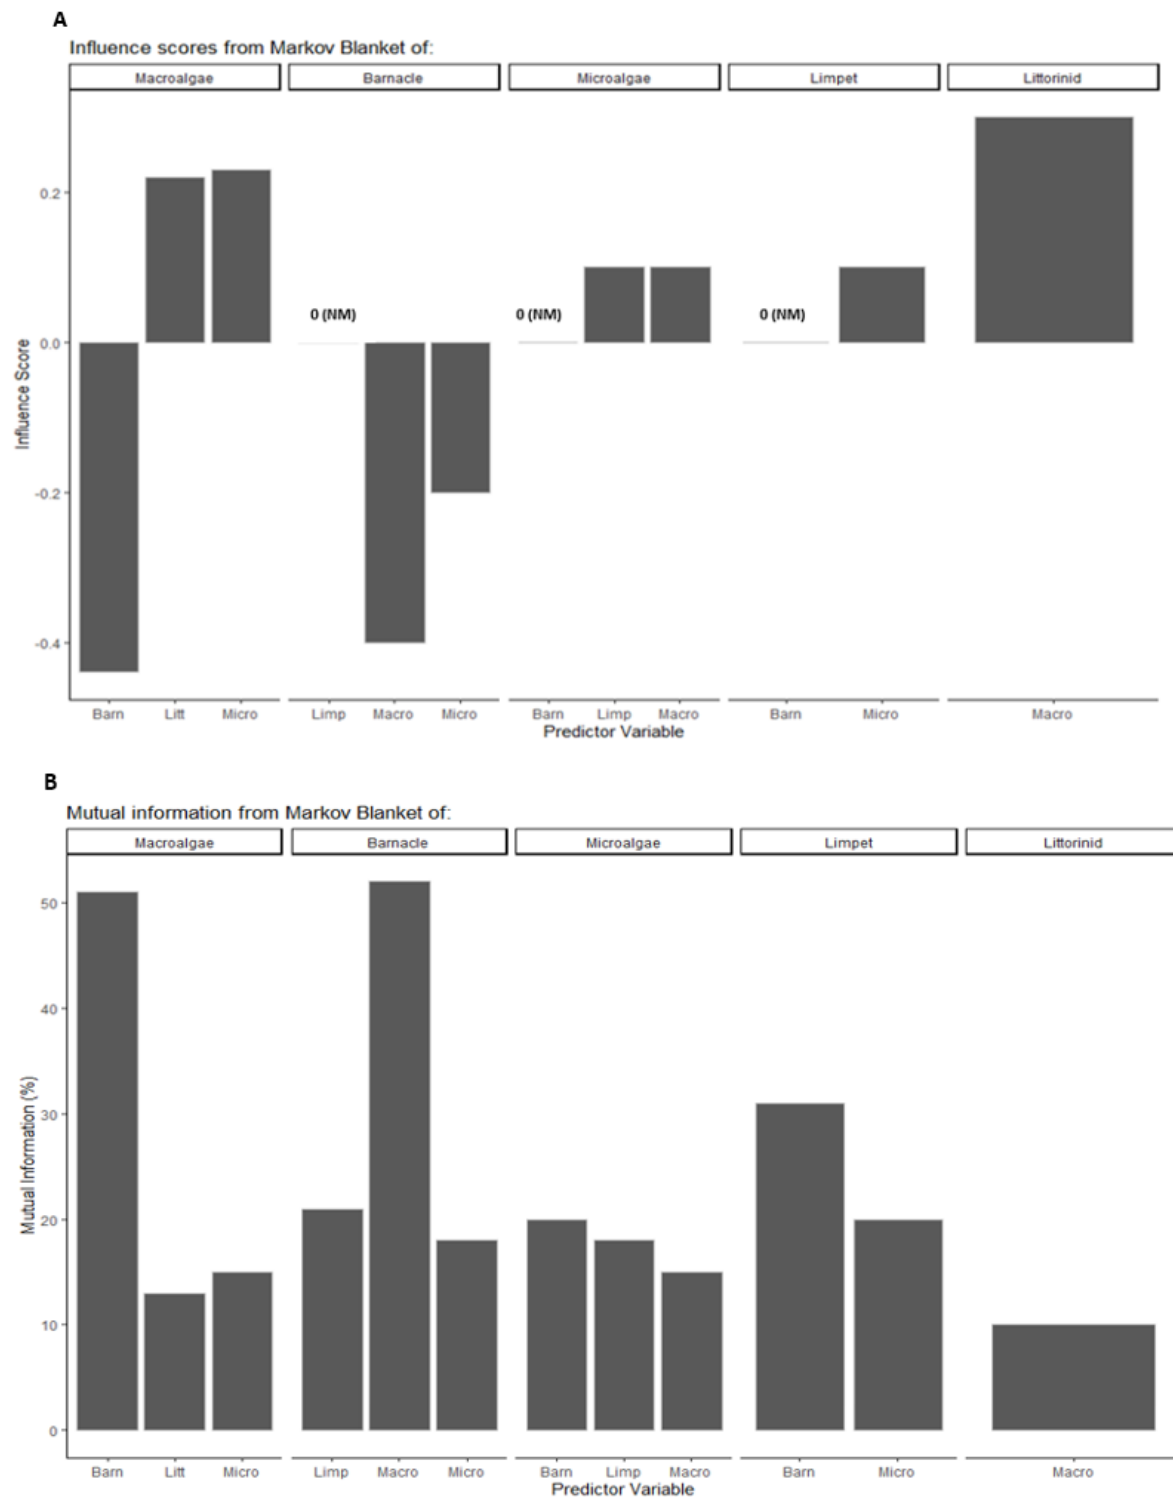 A
Influence scores from Markov Blanket of:
Macroalgae Barnacle Microalgae Limpet Littorinid
0.2
0 (NM) 0 (NM) 0 (NM)
0.0
Influence Score
-0.2
-0.4
Barn Litt Micro Limp Macro Micro Barn Limp Macro Barn Micro Macro
Predictor Variable
B
Mutual information from Markov Blanket of:
Macroalgae Barnacle Microalgae Limpet Littorinid
50
40
30
Mutual Information (%)
20
10
0
Barn Litt Micro Limp Macro Micro Barn Limp Macro Barn Micro Macro
Predictor Variable